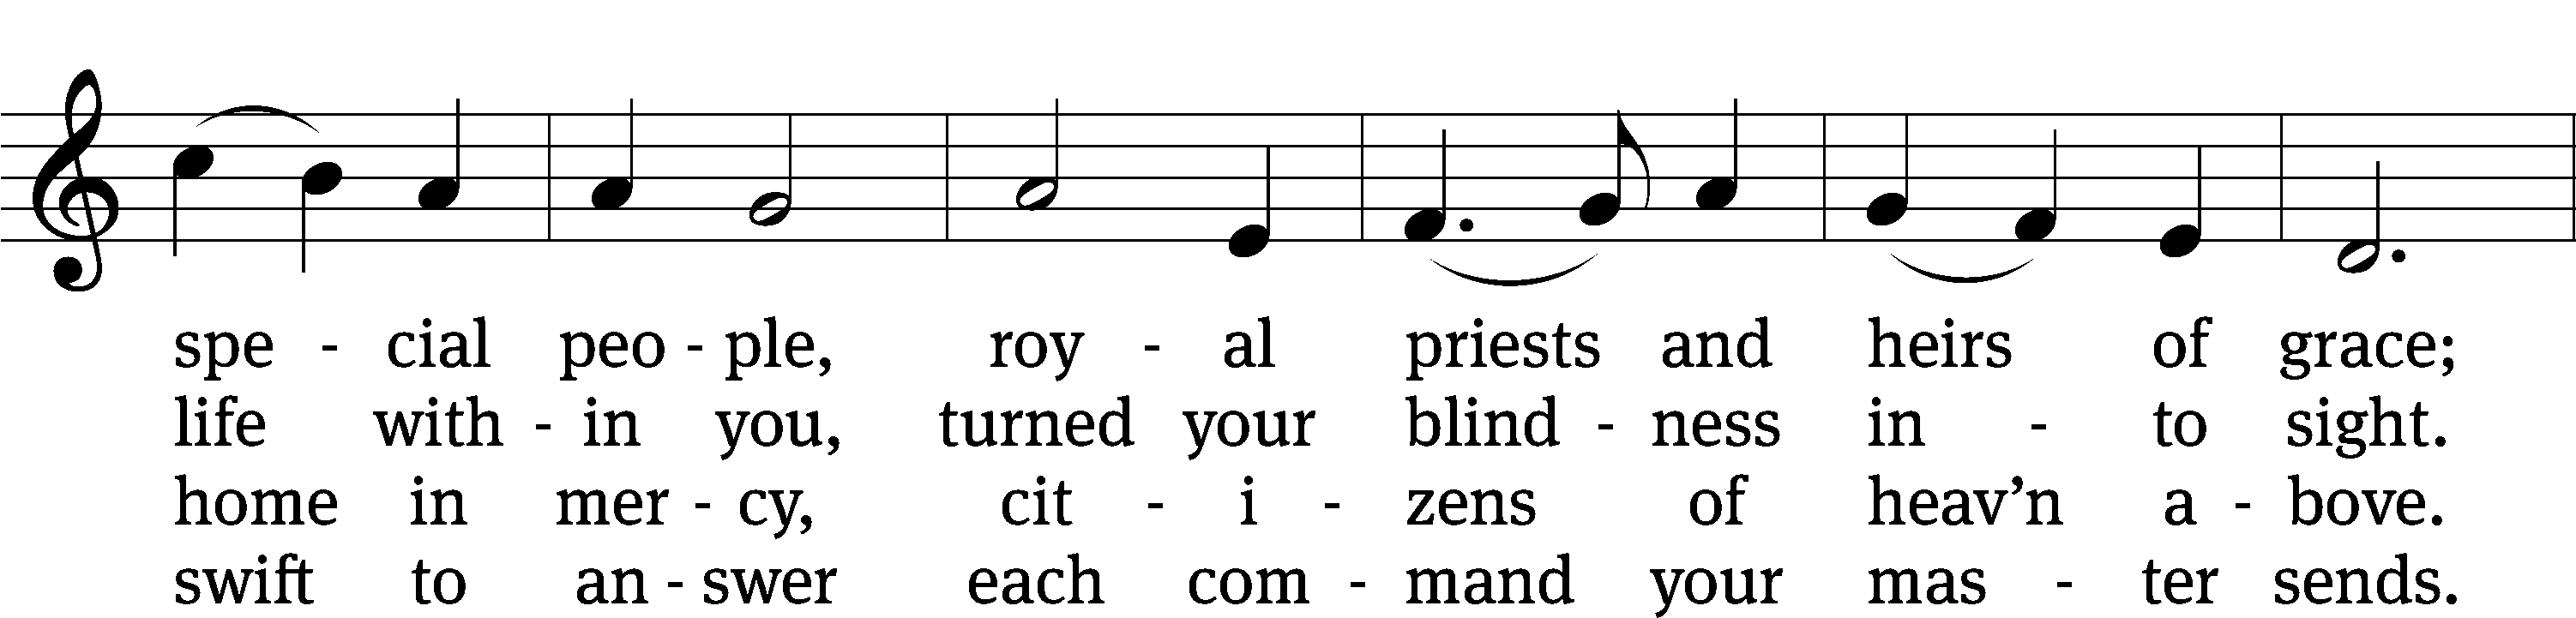 spe - cial peo - ple, roy - al priests and heirs of grace;
life with - in you, turned your blind - ness in - to sight.
home in mer - cy, cit - i - zens of heav’n a - bove.
swift to an - swer each com - mand your mas - ter sends.